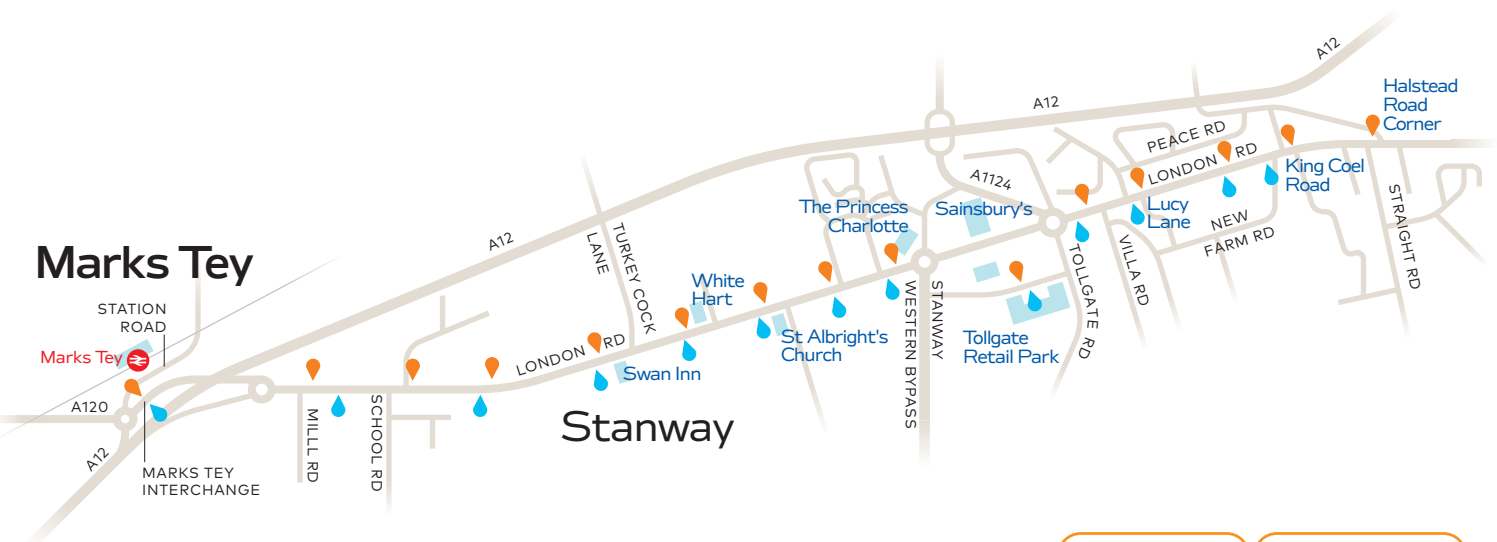 Marks Tey
STATION
ROAD
Marks Tey
A120
A12
MARKS TEY
INTERCHANGE
MILLL RD
SCHOOL RD
A12
LONDON RD
TURKEY COCK
LANE
Swan Inn
Stanway
White
Hart
St Albright's
Church
The Princess
Charlotte
STANWAY
WESTERN BYPASS
Sainsbury's
A1124
Tollgate
Retail Park
TOLLGATE RD
VILLA RD
A12
PEACE RD
LONDON RD
Lucy
Lane
NEW
FARM RD
King Coel
Road
A12
Halstead
Road
Corner
STRAIGHT RD